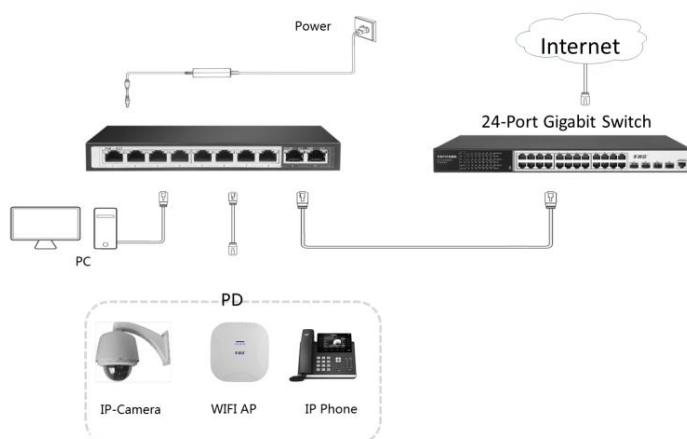 Power
Internet
24-Port Gigabit Switch
PC
PD
IP-Camera
WIFI AP
IP Phone